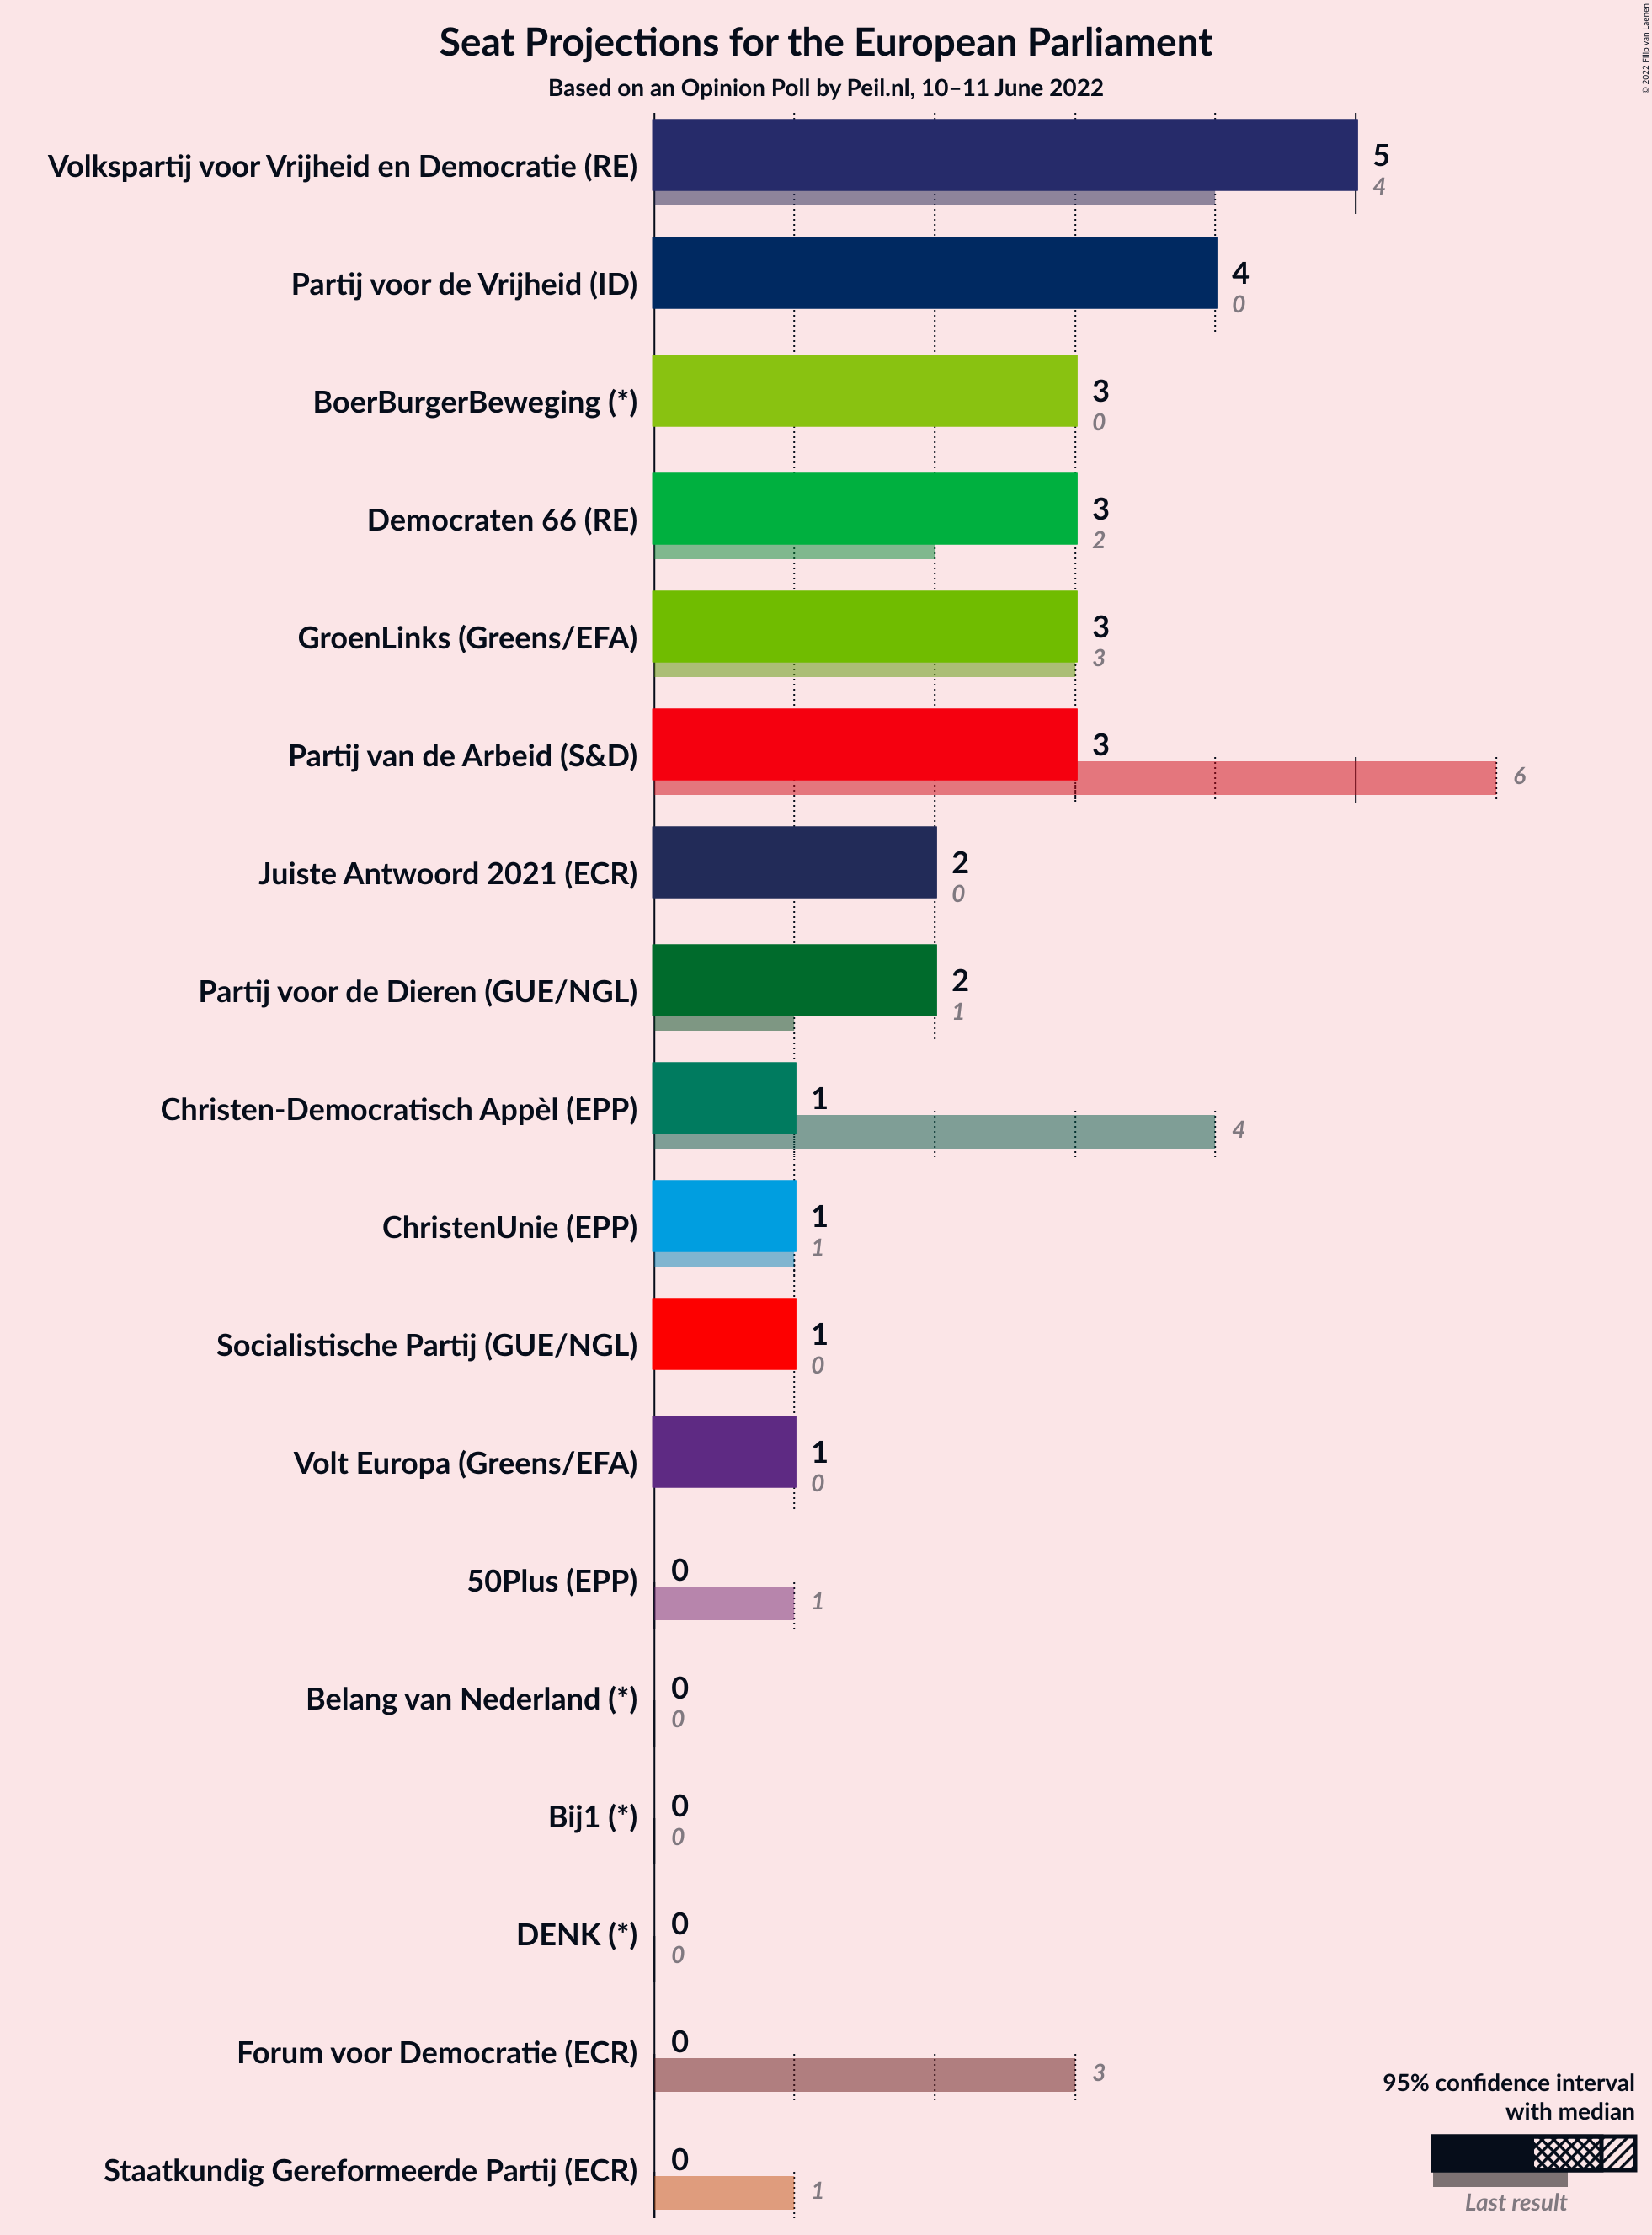 Seat Projections for the European Parliament
Based on an Opinion Poll by Peil.nl, 10–11 June 2022
© 2022 Filip van Laenen
Volkspartij voor Vrijheid en Democratie (RE)
5
4
Partij voor de Vrijheid (ID)
4
0
BoerBurgerBeweging (*)
3
0
Democraten 66 (RE)
3
2
GroenLinks (Greens/EFA)
3
3
Partij van de Arbeid (S&D)
3
6
Juiste Antwoord 2021 (ECR)
2
0
Partij voor de Dieren (GUE/NGL)
2
1
Christen-Democratisch Appèl (EPP)
1
4
ChristenUnie (EPP)
1
1
Socialistische Partij (GUE/NGL)
1
0
Volt Europa (Greens/EFA)
1
0
50Plus (EPP)
0
1
Belang van Nederland (*)
0
0
Bij1 (*)
0
0
DENK (*)
0
0
Forum voor Democratie (ECR)
0
3
Staatkundig Gereformeerde Partij (ECR)
0
1
95% confidence interval
with median
Last result